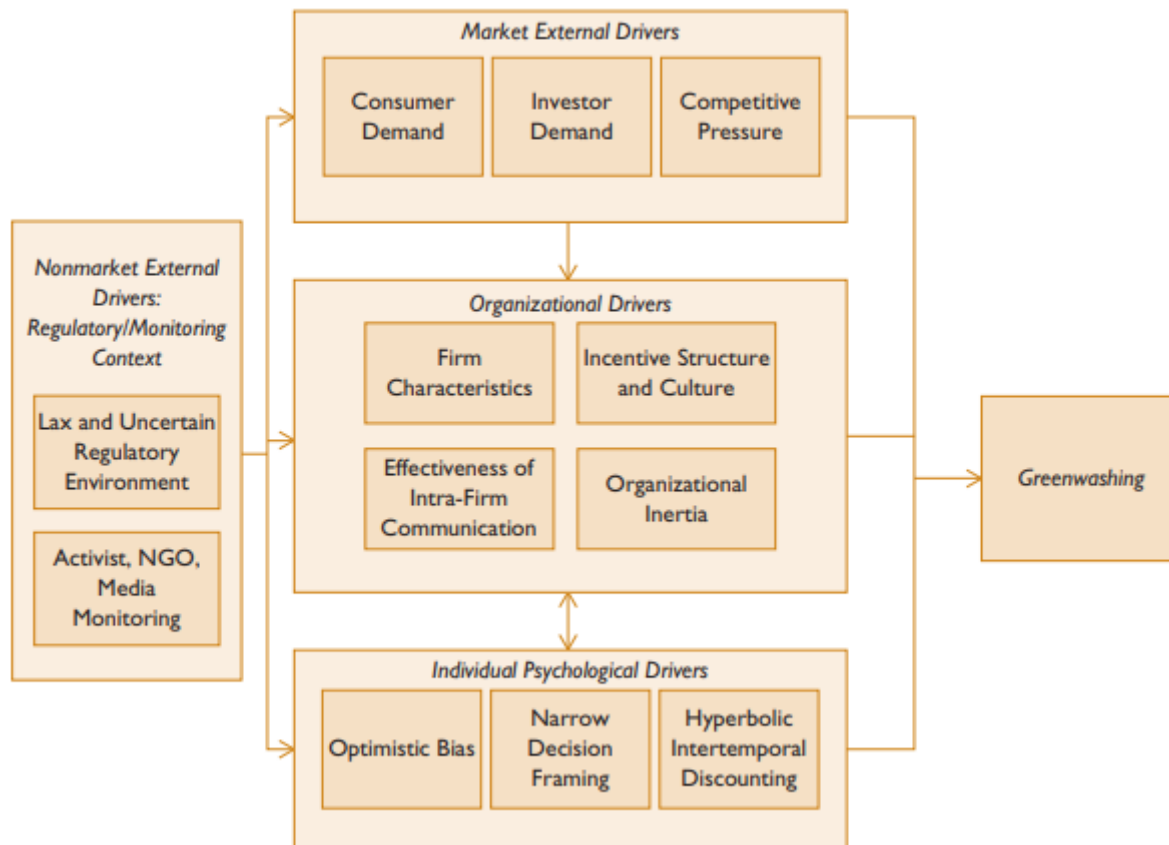 Market External Drivers
Consumer
Demand
Investor
Demand
Competitive
Pressure
Nonmarket External
Drivers:
Regulatory/Monitoring
Context
Lax and Uncertain
Regulatory
Environment
Activist, NGO,
Media
Monitoring
Organizational Drivers
Firm
Characteristics
Incentive Structure
and Culture
Effectiveness of
Intra-Firm
Communication
Organizational
Inertia
Individual Psychological Drivers
Optimistic Bias
Narrow
Decision
Framing
Hyperbolic
Intertemporal
Discounting
Greenwashing